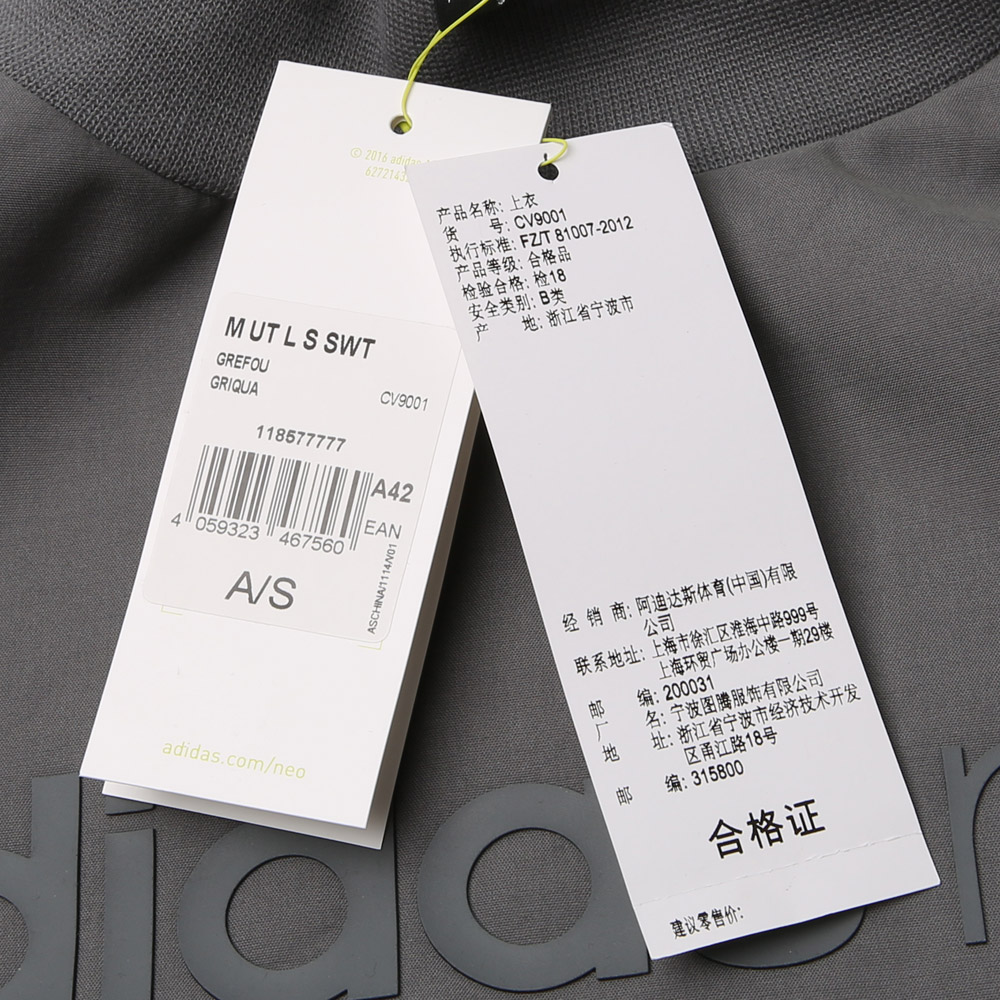 © 2016 adidas
M UT L S SWT
GREFOU
GRIQUA
CV9001
118577777
A42
4 059323 467560
EAN
A/S
ASCHINA/1114/V01
adidas.com/neo
产品名称: 上衣
货 号: CV9001
执行标准: FZ/T 81007-2012
产品等级: 合格品
检验合格: 检18
安全类别: B类
产 地: 浙江省宁波市
经 销 商: 阿迪达斯体育(中国)有限
公司
联系地址: 上海市徐汇区淮海中路999号
上海环贸广场办公楼一期29楼
邮 编: 200031
厂 名: 宁波图腾服饰有限公司
地 址: 浙江省宁波市经济技术开发
区甬江路18号
邮 编: 315800
合格证
建议零售价: